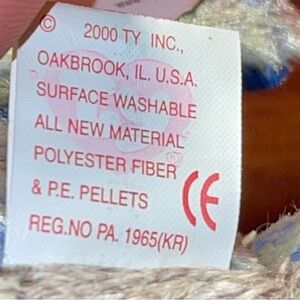 © 2000 TY INC.,
OAKBROOK, IL. U.S.A.
SURFACE WASHABLE
ALL NEW MATERIAL
POLYESTER FIBER
& P.E. PELLETS
CE
REG.NO PA. 1965(KR)